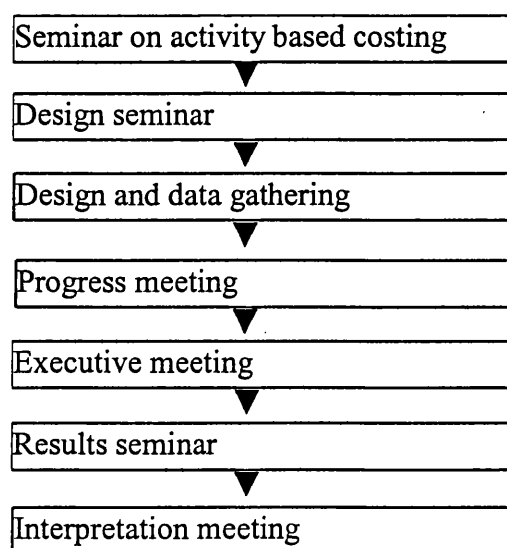 Seminar on activity based costing
Design seminar
Design and data gathering
Progress meeting
Executive meeting
Results seminar
Interpretation meeting